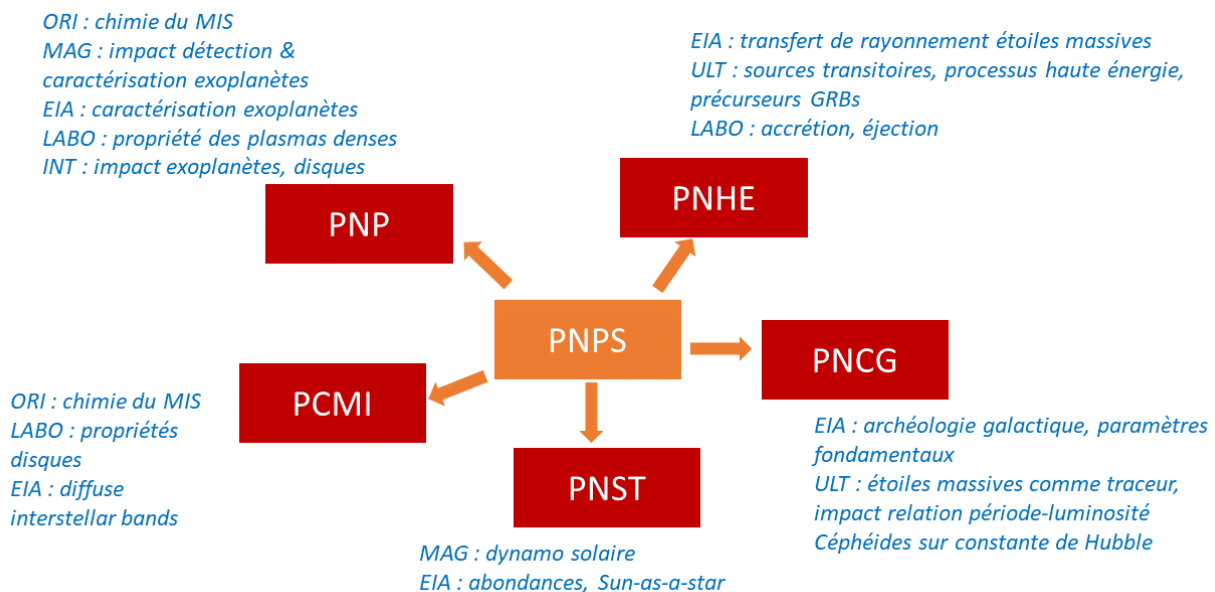 ORI : chimie du MIS
MAG : impact détection &
caractérisation exoplanètes
EIA : caractérisation exoplanètes
LABO : propriété des plasmas denses
INT : impact exoplanètes, disques
EIA : transfert de rayonnement étoiles massives
ULT : sources transitoires, processus haute énergie,
précurseurs GRBs
LABO : accrétion, éjection
PNP
PNHE
PNPS
PNCG
PCMI
PNST
ORI : chimie du MIS
LABO : propriétés
disques
EIA : diffuse
interstellar bands
EIA : archéologie galactique, paramètres
fondamentaux
ULT : étoiles massives comme traceur,
impact relation période-luminosité
Céphéides sur constante de Hubble
MAG : dynamo solaire
EIA : abondances, Sun-as-a-star